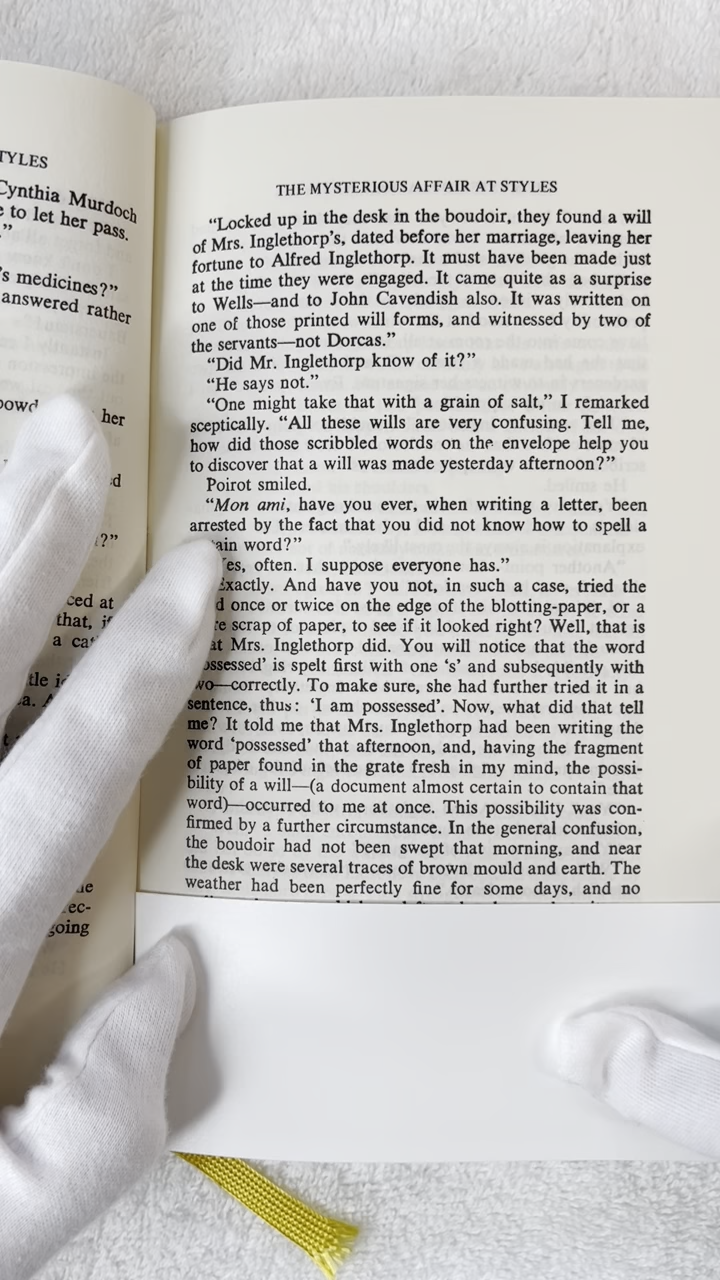 TYLES
Cynthia Murdoch
to let her pass.
”
’s medicines?”
answered rather
her
?”
at
that,
a
going
THE MYSTERIOUS AFFAIR AT STYLES
“Locked up in the desk in the boudoir, they found a will
of Mrs. Inglethorp’s, dated before her marriage, leaving her
fortune to Alfred Inglethorp. It must have been made just
at the time they were engaged. It came quite as a surprise
to Wells—and to John Cavendish also. It was written on
one of those printed will forms, and witnessed by two of
the servants—not Dorcas.”
“Did Mr. Inglethorp know of it?”
“He says not.”
“One might take that with a grain of salt,” I remarked
sceptically. “All these wills are very confusing. Tell me,
how did those scribbled words on the envelope help you
to discover that a will was made yesterday afternoon?”
Poirot smiled.
“Mon ami, have you ever, when writing a letter, been
arrested by the fact that you did not know how to spell a
ain word?”
es, often. I suppose everyone has.”
Exactly. And have you not, in such a case, tried the
d once or twice on the edge of the blotting-paper, or a
e scrap of paper, to see if it looked right? Well, that is
at Mrs. Inglethorp did. You will notice that the word
ossessed’ is spelt first with one ‘s’ and subsequently with
wo—correctly. To make sure, she had further tried it in a
sentence, thus: ‘I am possessed’. Now, what did that tell
me? It told me that Mrs. Inglethorp had been writing the
word ‘possessed’ that afternoon, and, having the fragment
of paper found in the grate fresh in my mind, the possi-
bility of a will—(a document almost certain to contain that
word)—occurred to me at once. This possibility was con-
firmed by a further circumstance. In the general confusion,
the boudoir had not been swept that morning, and near
the desk were several traces of brown mould and earth. The
weather had been perfectly fine for some days, and no